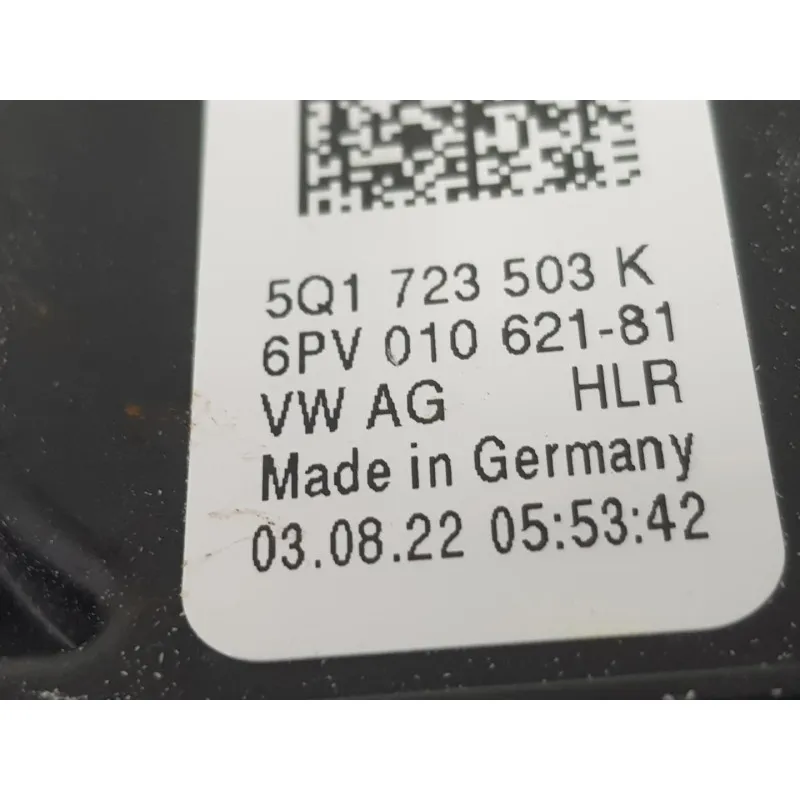 5Q1 723 503 K
6PV 010 621-81
VW AG HLR
Made in Germany
03.08.22 05:53:42